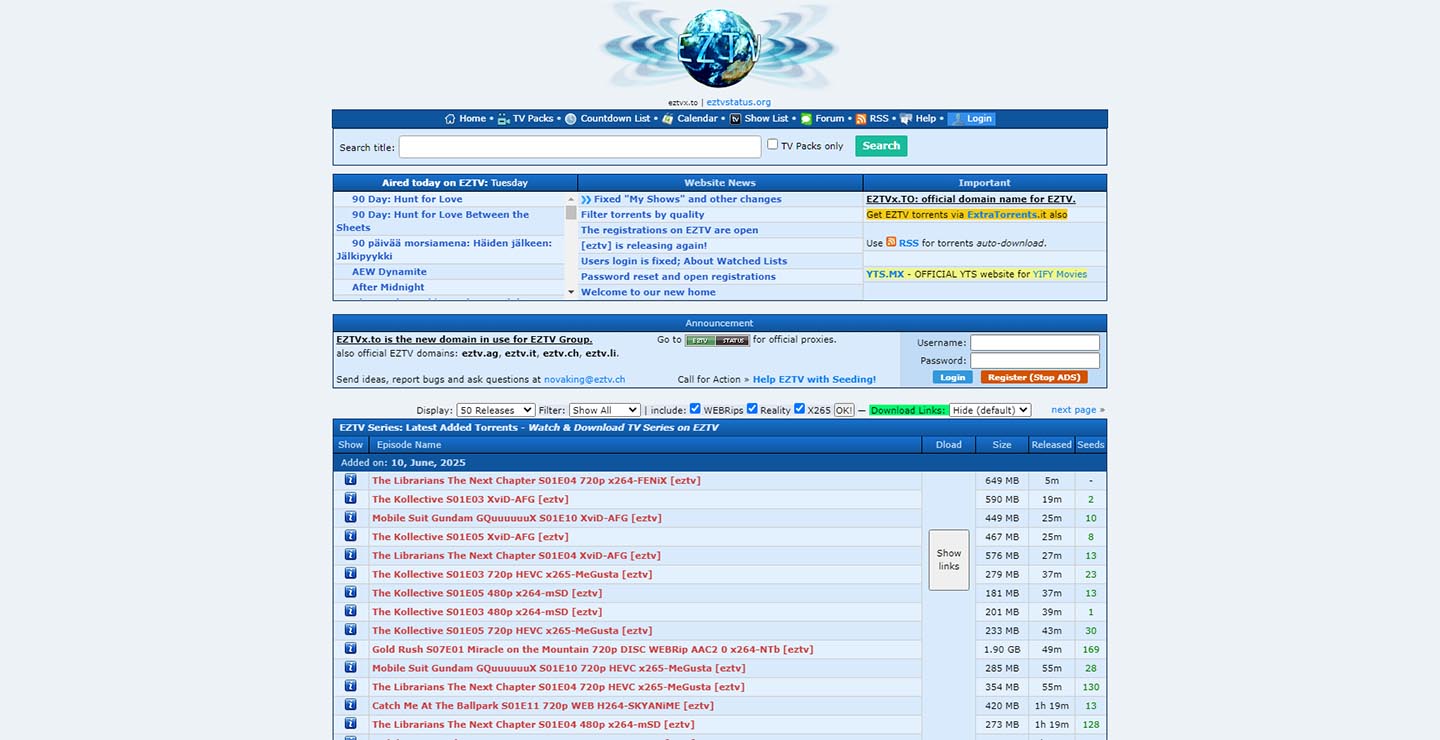 EZTV
eztvx.to | eztvstatus.org
Home • TV Packs • Countdown List • Calendar • Show List • Forum • RSS • Help • Login
Search title: TV Packs only Search
Aired today on EZTV: Tuesday
90 Day: Hunt for Love
90 Day: Hunt for Love Between the
Sheets
90 päivää morsiamena: Häiden jälkeen:
Jälkipyykki
AEW Dynamite
After Midnight
Website News
Fixed "My Shows" and other changes
Filter torrents by quality
The registrations on EZTV are open
[eztv] is releasing again!
Users login is fixed; About Watched Lists
Password reset and open registrations
Welcome to our new home
Important
EZTVx.TO: official domain name for EZTV.
Get EZTV torrents via ExtraTorrents.it also
Use RSS for torrents auto-download.
YTS.MX - OFFICIAL YTS website for YIFY Movies
Announcement
EZTVx.to is the new domain in use for EZTV Group.
also official EZTV domains: eztv.ag, eztv.it, eztv.ch, eztv.li.
Send ideas, report bugs and ask questions at novaking@eztv.ch
Go to EZTV STATUS for official proxies.
Call for Action » Help EZTV with Seeding!
Username:
Password:
Login Register (Stop ADS)
Display: 50 Releases Filter: Show All | include: WEBRips Reality X265 OK! — Download Links: Hide (default) next page »
EZTV Series: Latest Added Torrents - Watch & Download TV Series on EZTV
Show Episode Name Dload Size Released Seeds
Added on: 10, June, 2025
The Librarians The Next Chapter S01E04 720p x264-FENiX [eztv] 649 MB 5m -
The Kollective S01E03 XviD-AFG [eztv] 590 MB 19m 2
Mobile Suit Gundam GQuuuuuuX S01E10 XviD-AFG [eztv] 449 MB 25m 10
The Kollective S01E05 XviD-AFG [eztv] 467 MB 25m 8
The Librarians The Next Chapter S01E04 XviD-AFG [eztv] 576 MB 27m 13
Show
links
The Kollective S01E03 720p HEVC x265-MeGusta [eztv] 279 MB 37m 23
The Kollective S01E05 480p x264-mSD [eztv] 181 MB 37m 13
The Kollective S01E03 480p x264-mSD [eztv] 201 MB 39m 1
The Kollective S01E05 720p HEVC x265-MeGusta [eztv] 233 MB 43m 30
Gold Rush S07E01 Miracle on the Mountain 720p DISC WEBRip AAC2 0 x264-NTb [eztv] 1.90 GB 49m 169
Mobile Suit Gundam GQuuuuuuX S01E10 720p HEVC x265-MeGusta [eztv] 285 MB 55m 28
The Librarians The Next Chapter S01E04 720p HEVC x265-MeGusta [eztv] 354 MB 55m 130
Catch Me At The Ballpark S01E11 720p WEB H264-SKYANiME [eztv] 420 MB 1h 19m 13
The Librarians The Next Chapter S01E04 480p x264-mSD [eztv] 273 MB 1h 19m 128